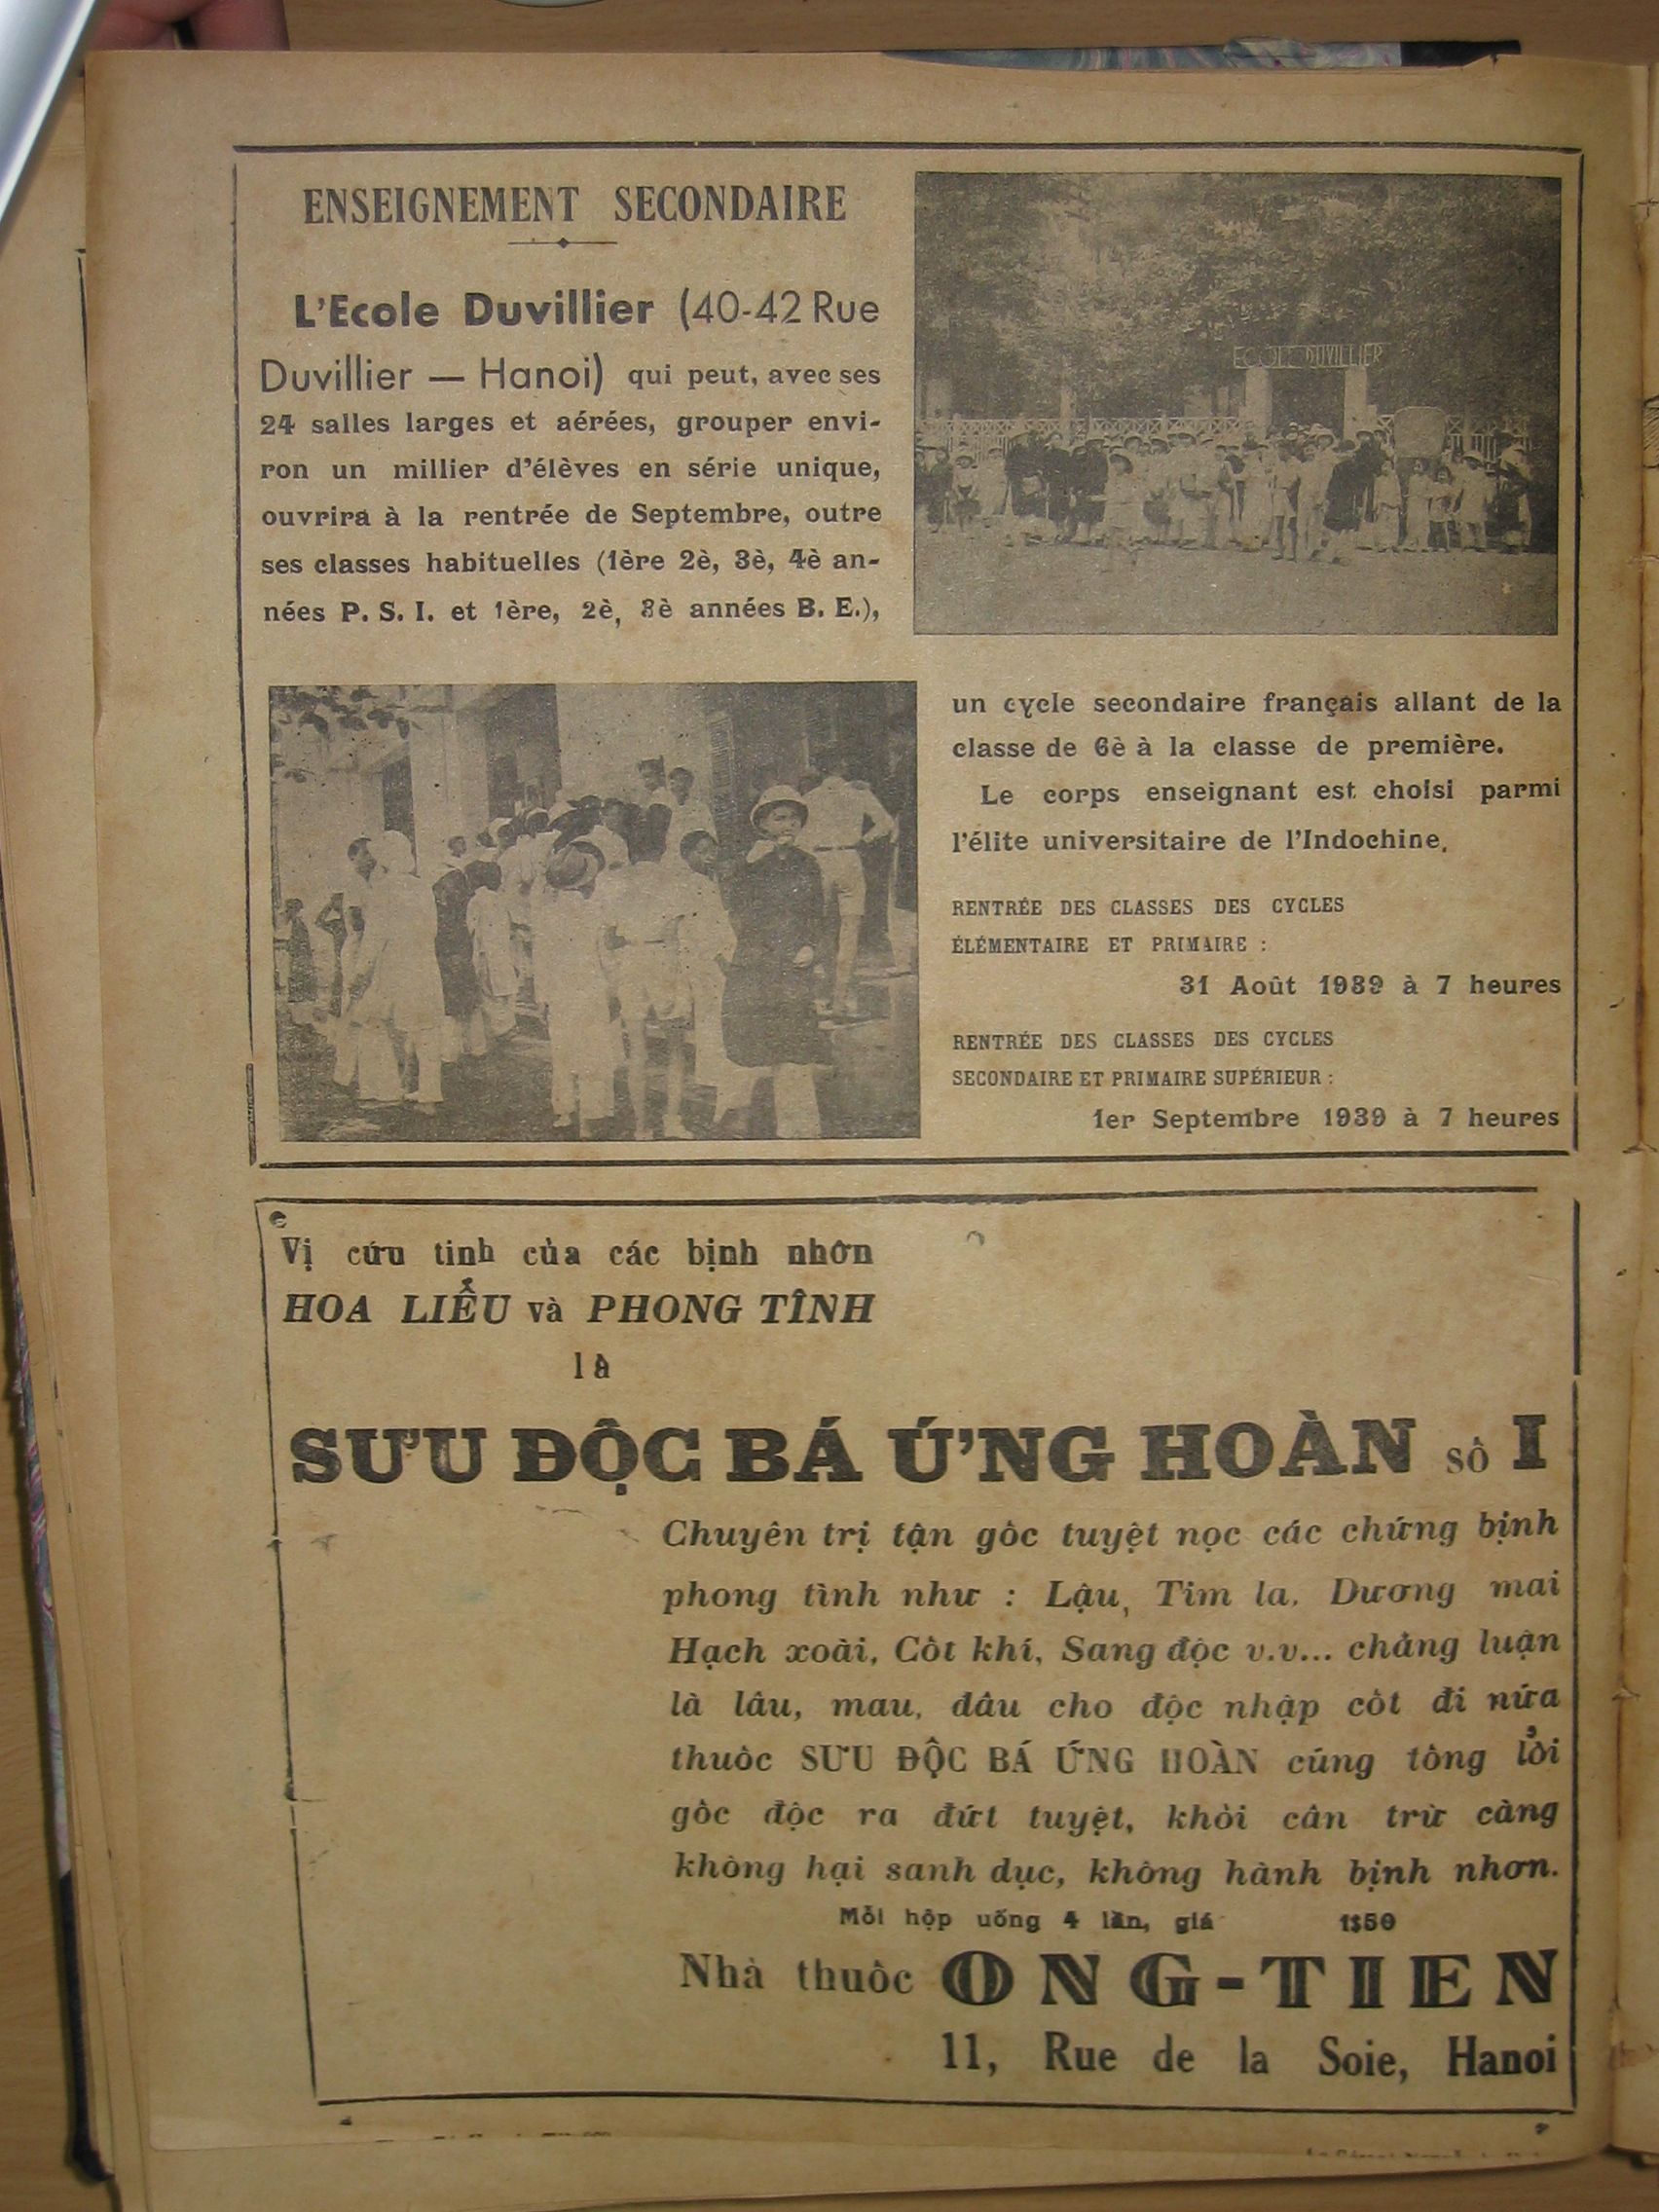 ENSEIGNEMENT SECONDAIRE
L'Ecole Duvillier (40-42 Rue
Duvillier — Hanoi) qui peut, avec ses
24 salles larges et aérées, grouper envi-
ron un millier d'élèves en série unique,
ouvrira à la rentrée de Septembre, outre
ses classes habituelles (1ère 2è, 3è, 4è an-
nées P. S. I. et 1ère, 2è, 3è années B. E.),
ECOLE DUVILLIER
un cycle secondaire français allant de la
classe de 6è à la classe de première.
Le corps enseignant est choisi parmi
l'élite universitaire de l'Indochine.
RENTRÉE DES CLASSES DES CYCLES
ÉLÉMENTAIRE ET PRIMAIRE :
31 Août 1939 à 7 heures
RENTRÉE DES CLASSES DES CYCLES
SECONDAIRE ET PRIMAIRE SUPÉRIEUR :
1er Septembre 1939 à 7 heures
Vị cứu tinh của các bịnh nhơn
HOA LIỄU và PHONG TÌNH
là
SƯU ĐỘC BÁ ỨNG HOÀN số I
Chuyên trị tận gốc tuyệt nọc các chứng bịnh
phong tình như : Lậu, Tim la. Dương mai
Hạch xoài, Cốt khí, Sang độc v.v... chẳng luận
là lâu, mau, dầu cho độc nhập cốt đi nữa
thuốc SƯU ĐỘC BÁ ỨNG HOÀN cũng tống lỏi
gốc độc ra dứt tuyệt, khỏi cần trừ căng
không hại sanh dục, không hành bịnh nhơn.
Mỗi hộp uống 4 lần, giá 1$50
Nhà thuốc ONG-TIEN
11, Rue de la Soie, Hanoi